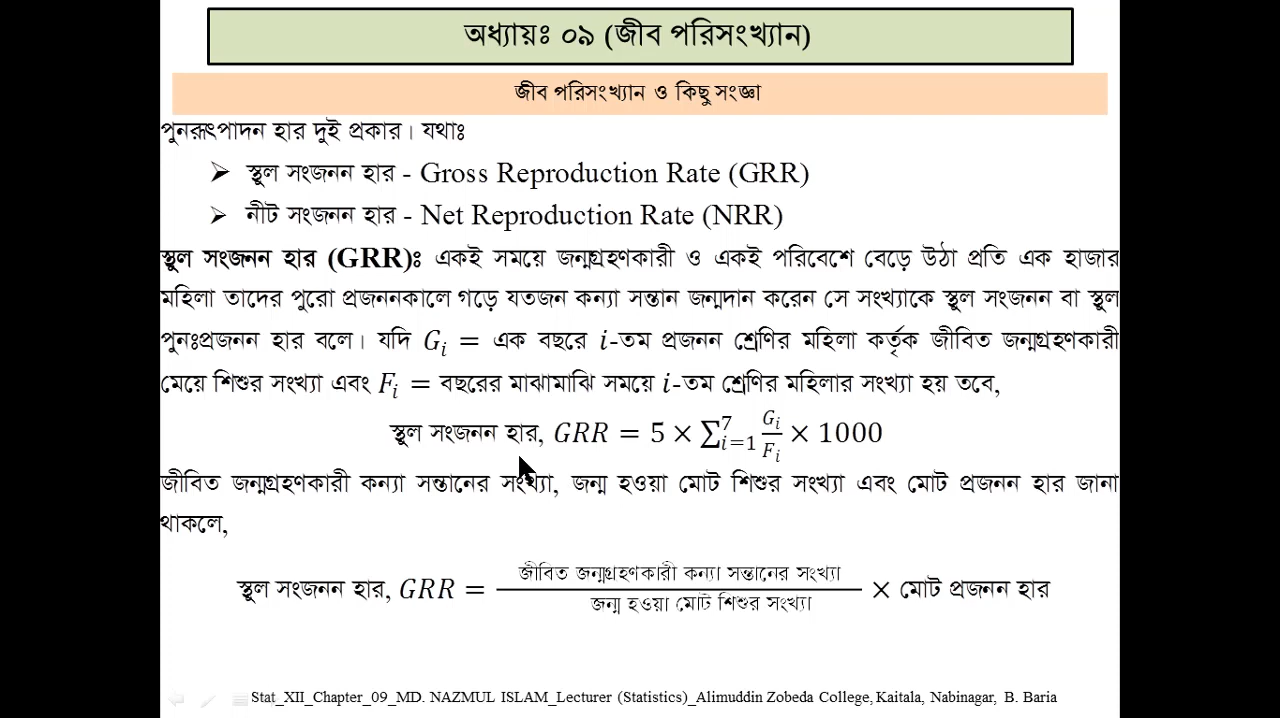 অধ্যায়ঃ ০৯ (জীব পরিসংখ্যান)
জীব পরিসংখ্যান ও কিছু সংজ্ঞা
পুনরূৎপাদন হার দুই প্রকার। যথাঃ
➢ স্থুল সংজনন হার - Gross Reproduction Rate (GRR)
➢ নীট সংজনন হার - Net Reproduction Rate (NRR)
স্থুল সংজনন হার (GRR)ঃ একই সময়ে জন্মগ্রহণকারী ও একই পরিবেশে বেড়ে উঠা প্রতি এক হাজার
মহিলা তাদের পুরো প্রজননকালে গড়ে যতজন কন্যা সন্তান জন্মদান করেন সে সংখ্যাকে স্থুল সংজনন বা স্থুল
পুনঃপ্রজনন হার বলে। যদি G_i = এক বছরে i-তম প্রজনন শ্রেণির মহিলা কর্তৃক জীবিত জন্মগ্রহণকারী
মেয়ে শিশুর সংখ্যা এবং F_i = বছরের মাঝামাঝি সময়ে i-তম শ্রেণির মহিলার সংখ্যা হয় তবে,
স্থুল সংজনন হার, GRR = 5 × ∑_{i=1}^{7} G_i/F_i × 1000
জীবিত জন্মগ্রহণকারী কন্যা সন্তানের সংখ্যা, জন্ম হওয়া মোট শিশুর সংখ্যা এবং মোট প্রজনন হার জানা
থাকলে,
স্থুল সংজনন হার, GRR = জীবিত জন্মগ্রহণকারী কন্যা সন্তানের সংখ্যা / জন্ম হওয়া মোট শিশুর সংখ্যা × মোট প্রজনন হার
Stat_XII_Chapter_09_MD. NAZMUL ISLAM_Lecturer (Statistics)_Alimuddin Zobeda College, Kaitala, Nabinagar, B. Baria